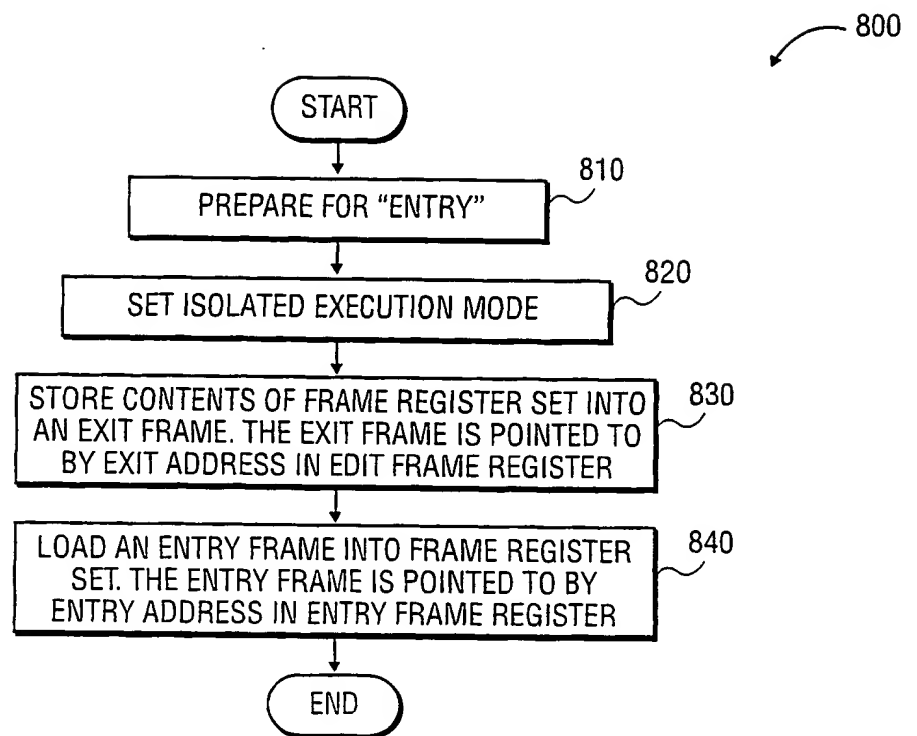 800
START
810
PREPARE FOR “ENTRY”
820
SET ISOLATED EXECUTION MODE
830
STORE CONTENTS OF FRAME REGISTER SET INTO
AN EXIT FRAME. THE EXIT FRAME IS POINTED TO
BY EXIT ADDRESS IN EDIT FRAME REGISTER
840
LOAD AN ENTRY FRAME INTO FRAME REGISTER
SET. THE ENTRY FRAME IS POINTED TO BY
ENTRY ADDRESS IN ENTRY FRAME REGISTER
END